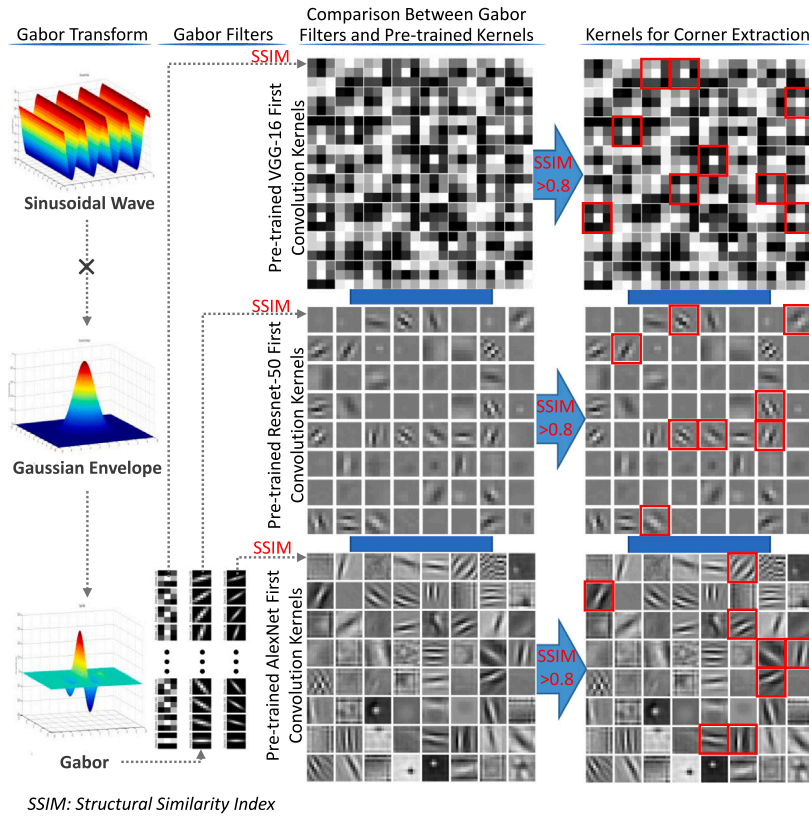 Gabor Transform
Gabor Filters
Comparison Between Gabor
Filters and Pre-trained Kernels
Kernels for Corner Extraction
SSIM
Pre-trained VGG-16 First
Convolution Kernels
SSIM
>0.8
Sinusoidal Wave
SSIM
Pre-trained Resnet-50 First
Convolution Kernels
SSIM
>0.8
Gaussian Envelope
SSIM
Pre-trained AlexNet First
Convolution Kernels
SSIM
>0.8
Gabor
SSIM: Structural Similarity Index